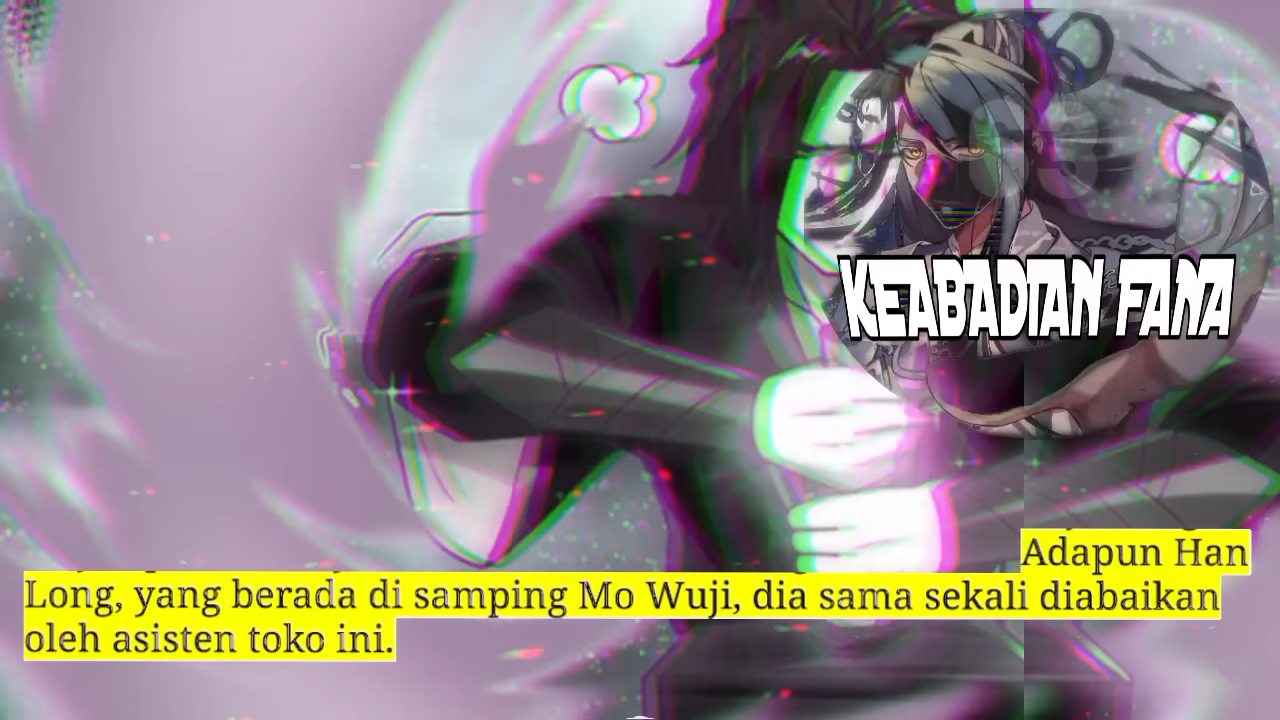 KEABADIAN FANA
Adapun Han
Long, yang berada di samping Mo Wuji, dia sama sekali diabaikan
oleh asisten toko ini.